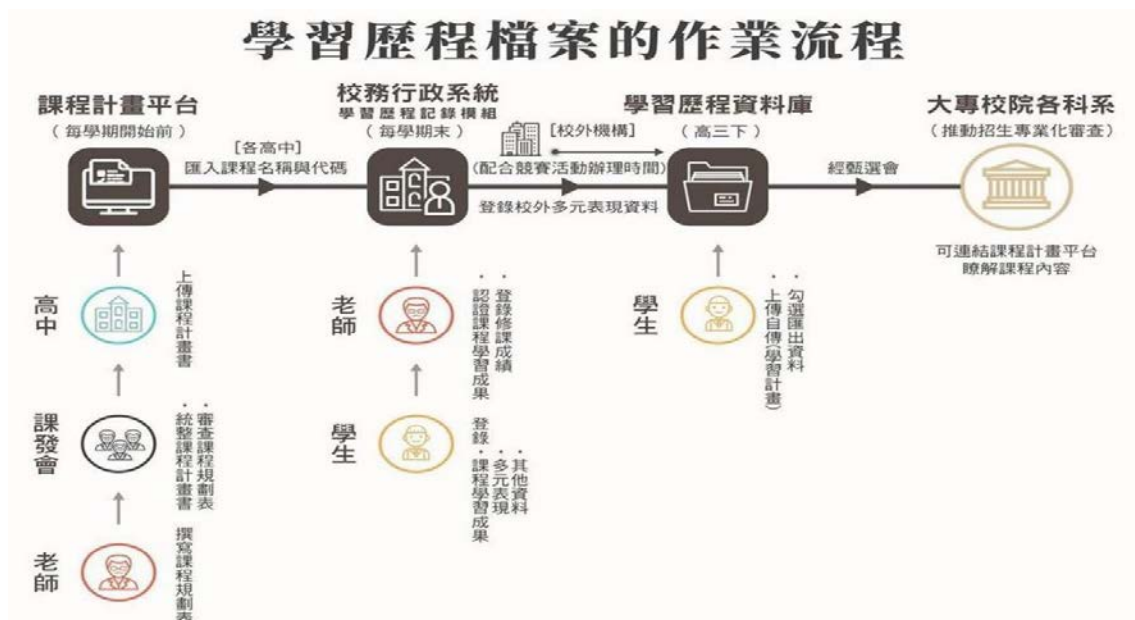 學習歷程檔案的作業流程
課程計畫平台
(每學期開始前)
[各高中]
匯入課程名稱與代碼
校務行政系統
學習歷程記錄模組
(每學期末)
[校外機構]
(配合競賽活動辦理時間)
登錄校外多元表現資料
學習歷程資料庫
(高三下)
經甄選會
大專校院各科系
(推動招生專業化審查)
可連結課程計畫平台
瞭解課程內容
高中
上傳課程計畫書
課發會
・審查課程規劃表
・統整課程計畫書
老師
撰寫課程規劃表
老師
・登錄修課成績
・認證課程學習成果
學生
登錄
・課程學習成果
・多元表現
・其他資料
學生
・勾選匯出資料
・上傳自傳(學習計畫)